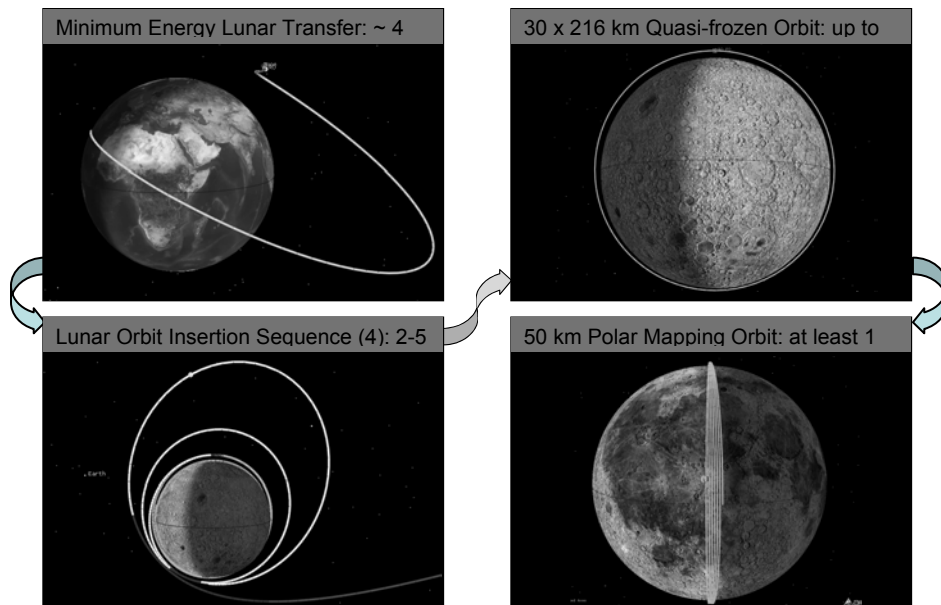 Minimum Energy Lunar Transfer: ~ 4
Lunar Orbit Insertion Sequence (4): 2-5
Earth
30 x 216 km Quasi-frozen Orbit: up to
50 km Polar Mapping Orbit: at least 1